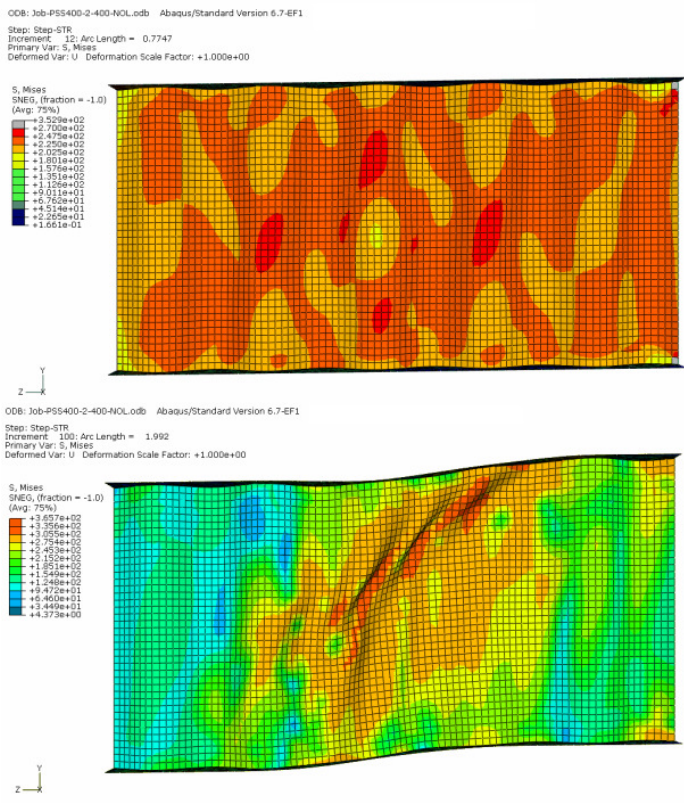 ODB: Job-PSS400-2-400-NOL.odb Abaqus/Standard Version 6.7-EF1
Step: Step-STR
Increment 12: Arc Length = 0.7747
Primary Var: S, Mises
Deformed Var: U Deformation Scale Factor: +1.000e+00
S, Mises
SNEG, (fraction = -1.0)
(Avg: 75%)
+3.529e+02
+2.700e+02
+2.475e+02
+2.250e+02
+2.025e+02
+1.801e+02
+1.576e+02
+1.351e+02
+1.126e+02
+9.011e+01
+6.762e+01
+4.514e+01
+2.265e+01
+1.661e-01
Y
Z X
ODB: Job-PSS400-2-400-NOL.odb Abaqus/Standard Version 6.7-EF1
Step: Step-STR
Increment 100: Arc Length = 1.992
Primary Var: S, Mises
Deformed Var: U Deformation Scale Factor: +1.000e+00
S, Mises
SNEG, (fraction = -1.0)
(Avg: 75%)
+3.657e+02
+3.356e+02
+3.055e+02
+2.754e+02
+2.453e+02
+2.152e+02
+1.851e+02
+1.549e+02
+1.248e+02
+9.472e+01
+6.460e+01
+3.449e+01
+4.373e+00
Y
Z X